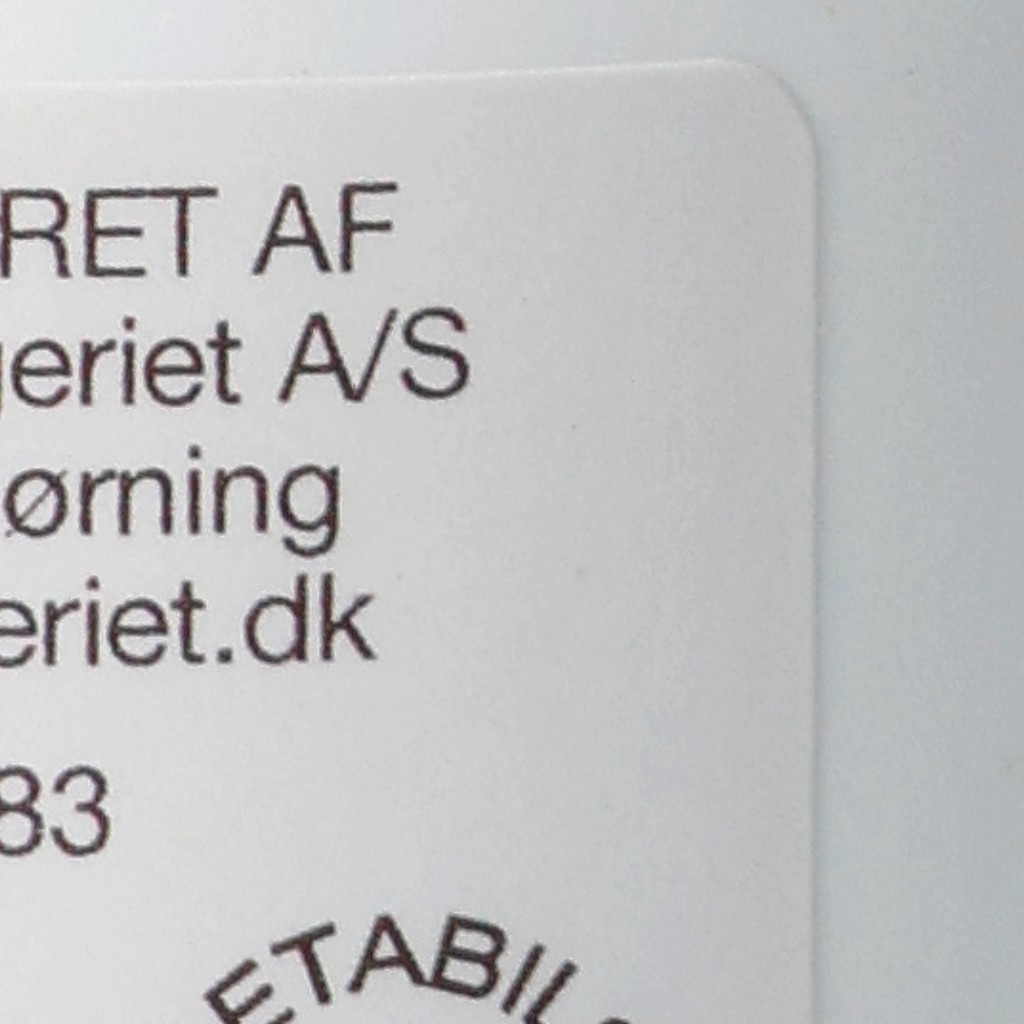 RET AF
geriet A/S
ørning
eriet.dk
83
ETABIL